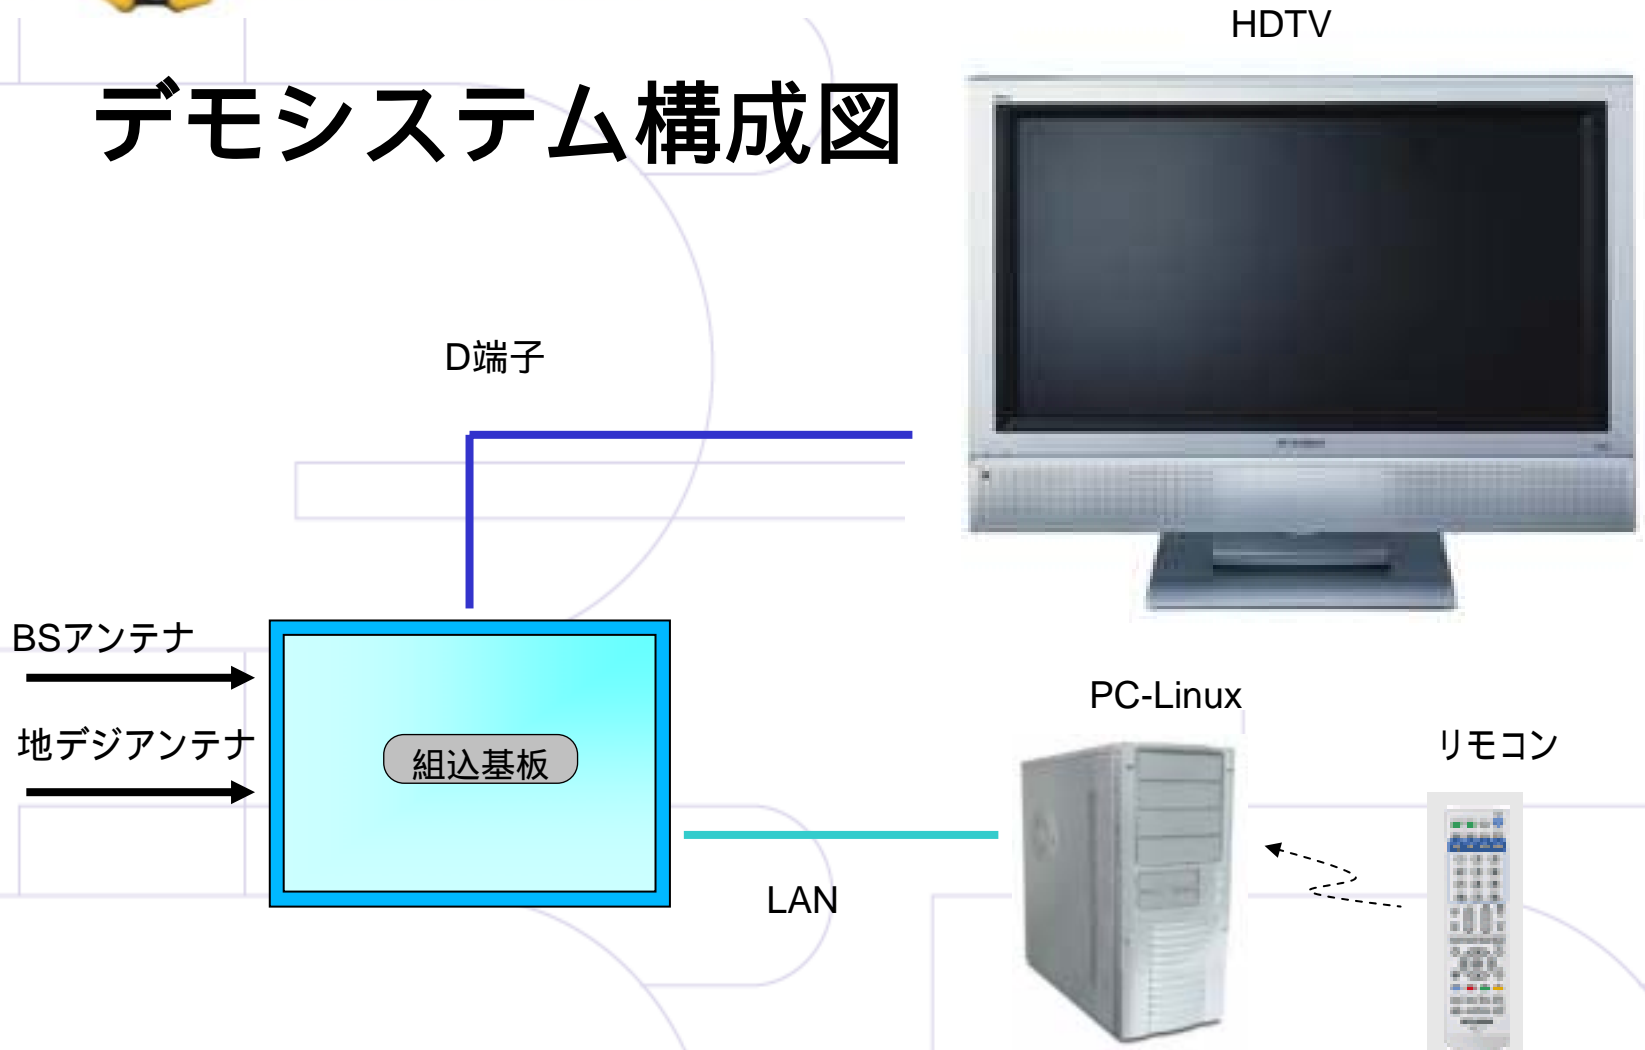 HDTV
デモシステム構成図
D端子
BSアンテナ
地デジアンテナ
組込基板
PC-Linux
リモコン
LAN